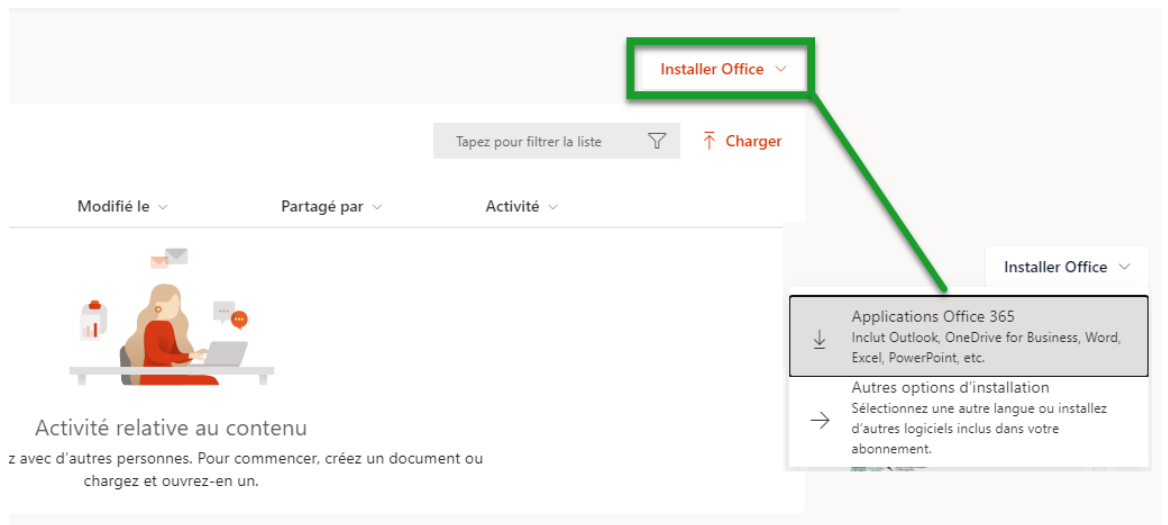 Installer Office
Tapez pour filtrer la liste
Charger
Modifié le
Partagé par
Activité
Installer Office
Applications Office 365
Inclut Outlook, OneDrive for Business, Word,
Excel, PowerPoint, etc.
Autres options d'installation
Sélectionnez une autre langue ou installez
d'autres logiciels inclus dans votre
abonnement.
Activité relative au contenu
z avec d'autres personnes. Pour commencer, créez un document ou
chargez et ouvrez-en un.